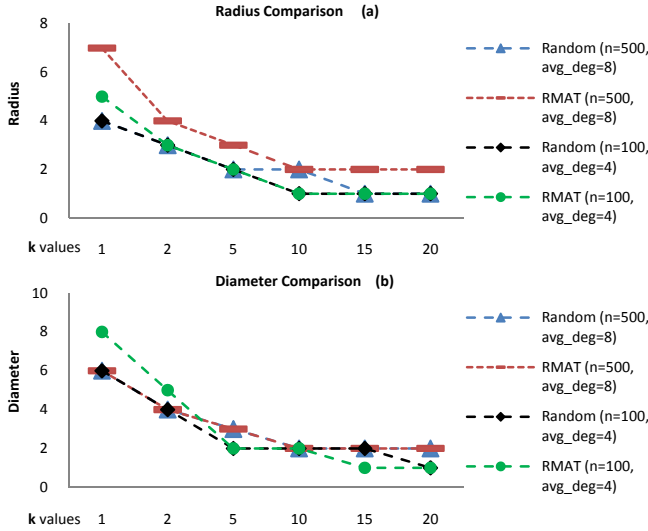 Radius Comparison (a)
8
6
4
2
0
Radius
k values 1 2 5 10 15 20
Random (n=500,
avg_deg=8)
RMAT (n=500,
avg_deg=8)
Random (n=100,
avg_deg=4)
RMAT (n=100,
avg_deg=4)
Diameter Comparison (b)
10
8
6
4
2
0
Diameter
k values 1 2 5 10 15 20
Random (n=500,
avg_deg=8)
RMAT (n=500,
avg_deg=8)
Random (n=100,
avg_deg=4)
RMAT (n=100,
avg_deg=4)